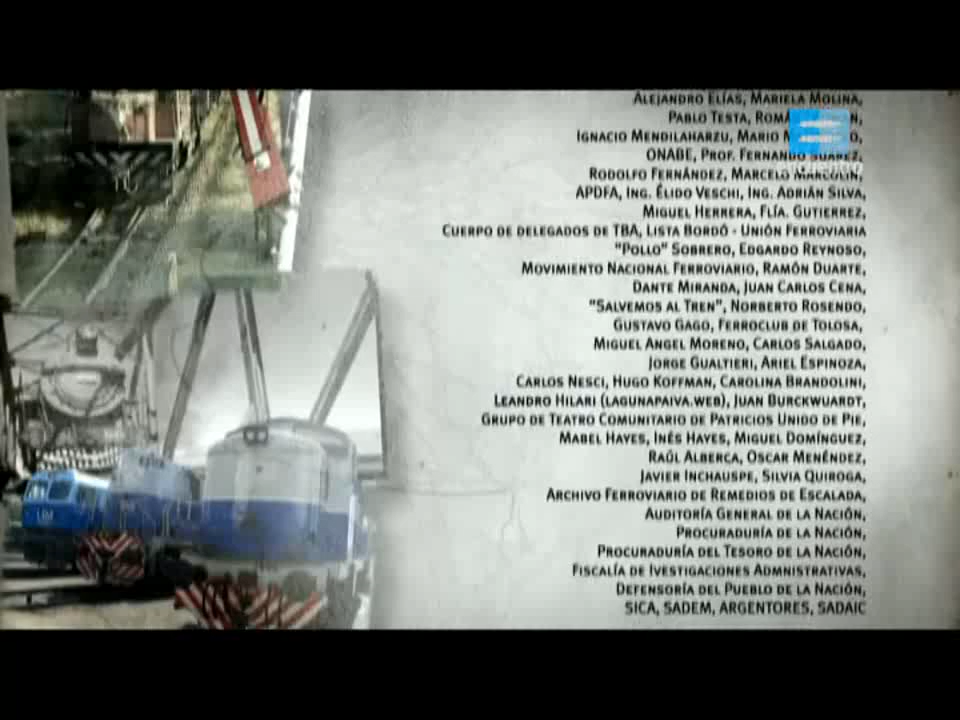 Alejandro Elías, Mariela Molina,
Pablo Testa,
Ignacio Mendilaharzu, Mario
ONABE, Prof. Fernando Suárez,
Rodolfo Fernández, Marcelo Marcolin,
APDFA, Ing. Élido Veschi, Ing. Adrián Silva,
Miguel Herrera, Flía. Gutierrez,
Cuerpo de delegados de TBA, Lista Bordó - Unión Ferroviaria
"Pollo" Sobrero, Edgardo Reynoso,
Movimiento Nacional Ferroviario, Ramón Duarte,
Dante Miranda, Juan Carlos Cena,
"Salvemos al Tren", Norberto Rosendo,
Gustavo Gago, Ferroclub de Tolosa,
Miguel Angel Moreno, Carlos Salgado,
Jorge Gualtieri, Ariel Espinoza,
Carlos Nesci, Hugo Koffman, Carolina Brandolini,
Leandro Hilari (lagunapaiva.web), Juan Burckwuardt,
Grupo de Teatro Comunitario de Patricios Unido de Pie,
Mabel Hayes, Inés Hayes, Miguel Domínguez,
Raúl Alberca, Oscar Menéndez,
Javier Inchauspe, Silvia Quiroga,
Archivo Ferroviario de Remedios de Escalada,
Auditoría General de la Nación,
Procuraduría de la Nación,
Procuraduría del Tesoro de la Nación,
Fiscalía de Ivestigaciones Admnistrativas,
Defensoría del Pueblo de la Nación,
SICA, SADEM, ARGENTORES, SADAIC